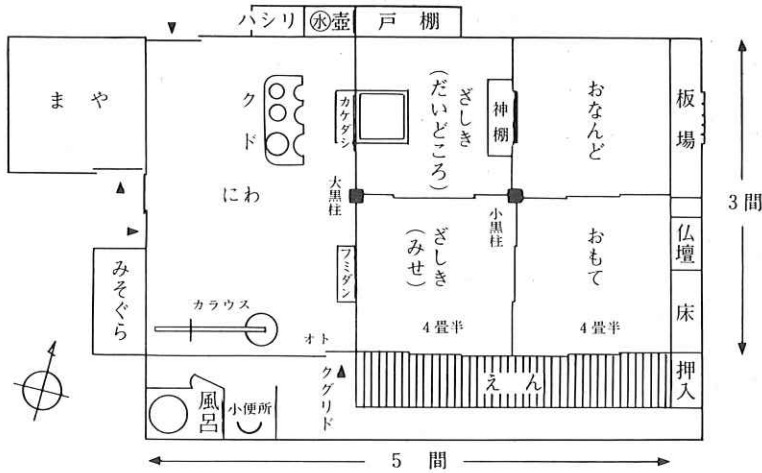 ハシリ
㊌壺
戸棚
まや
クド
カケダシ
ざしき
(だいどころ)
神棚
おなんど
板場
にわ
大黒柱
小黒柱
3間
みそぐら
フミダン
ざしき
(みせ)
4畳半
おもて
4畳半
仏壇
床
カラウス
オト
クグリド
えん
押入
風呂
小便所
5間